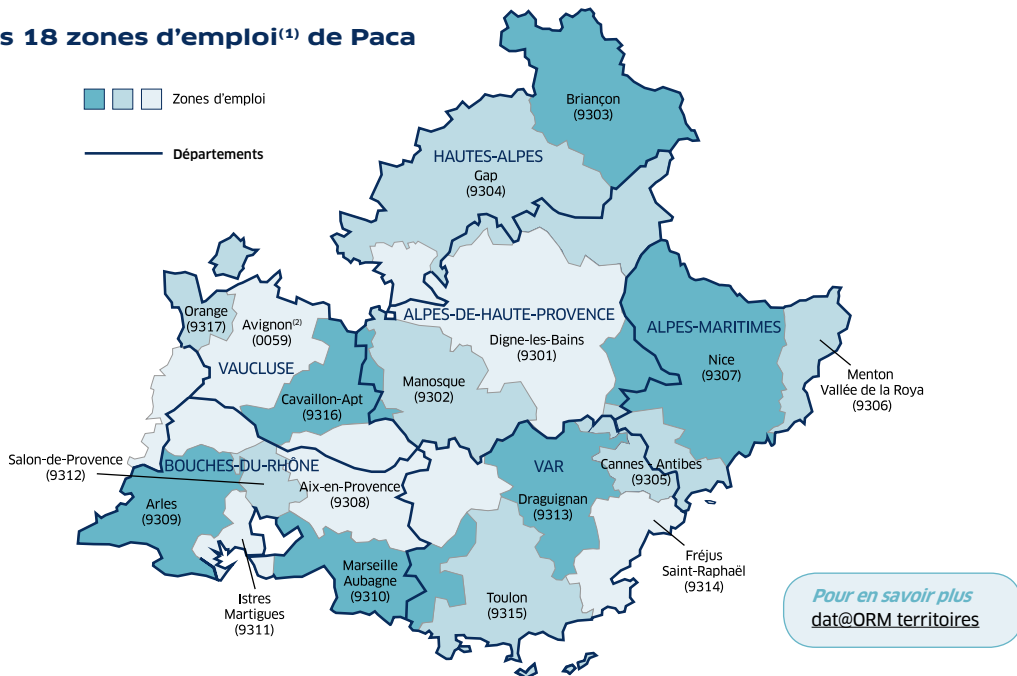 s 18 zones d'emploi⁽¹⁾ de Paca
Zones d'emploi
Départements
Briançon
(9303)
HAUTES-ALPES
Gap
(9304)
Orange
(9317)
Avignon⁽²⁾
(0059)
VAUCLUSE
Cavaillon-Apt
(9316)
ALPES-DE-HAUTE-PROVENCE
Digne-les-Bains
(9301)
Manosque
(9302)
ALPES-MARITIMES
Nice
(9307)
Menton
Vallée de la Roya
(9306)
Salon-de-Provence
(9312)
BOUCHES-DU-RHÔNE
Arles
(9309)
Aix-en-Provence
(9308)
VAR
Draguignan
(9313)
Cannes - Antibes
(9305)
Istres
Martigues
(9311)
Marseille
Aubagne
(9310)
Toulon
(9315)
Fréjus
Saint-Raphaël
(9314)
Pour en savoir plus
dat@ORM territoires